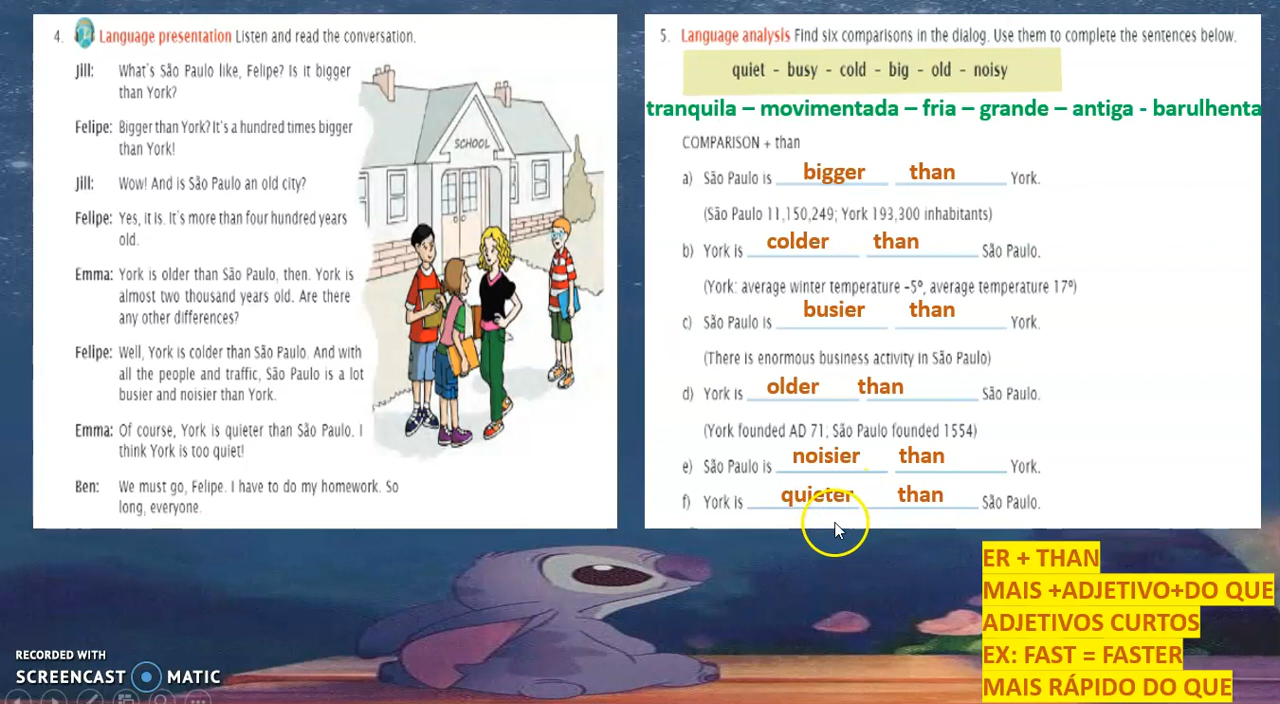 4. Language presentation Listen and read the conversation.
Jill: What's São Paulo like, Felipe? Is it bigger
than York?
Felipe: Bigger than York? It's a hundred times bigger
than York!
Jill: Wow! And is São Paulo an old city?
Felipe: Yes, it is. It's more than four hundred years
old.
Emma: York is older than São Paulo, then. York is
almost two thousand years old. Are there
any other differences?
Felipe: Well, York is colder than São Paulo. And with
all the people and traffic, São Paulo is a lot
busier and noisier than York.
Emma: Of course, York is quieter than São Paulo. I
think York is too quiet!
Ben: We must go, Felipe. I have to do my homework. So
long, everyone.
SCHOOL
5. Language analysis Find six comparisons in the dialog. Use them to complete the sentences below.
quiet - busy - cold - big - old - noisy
tranquila – movimentada – fria – grande – antiga - barulhenta
COMPARISON + than
a) São Paulo is bigger than York.
(São Paulo 11,150,249; York 193,300 inhabitants)
b) York is colder than São Paulo.
(York: average winter temperature -5º, average temperature 17º)
c) São Paulo is busier than York.
(There is enormous business activity in São Paulo)
d) York is older than São Paulo.
(York founded AD 71; São Paulo founded 1554)
e) São Paulo is noisier than York.
f) York is quieter than São Paulo.
ER + THAN
MAIS +ADJETIVO+DO QUE
ADJETIVOS CURTOS
EX: FAST = FASTER
MAIS RÁPIDO DO QUE
RECORDED WITH
SCREENCAST MATIC